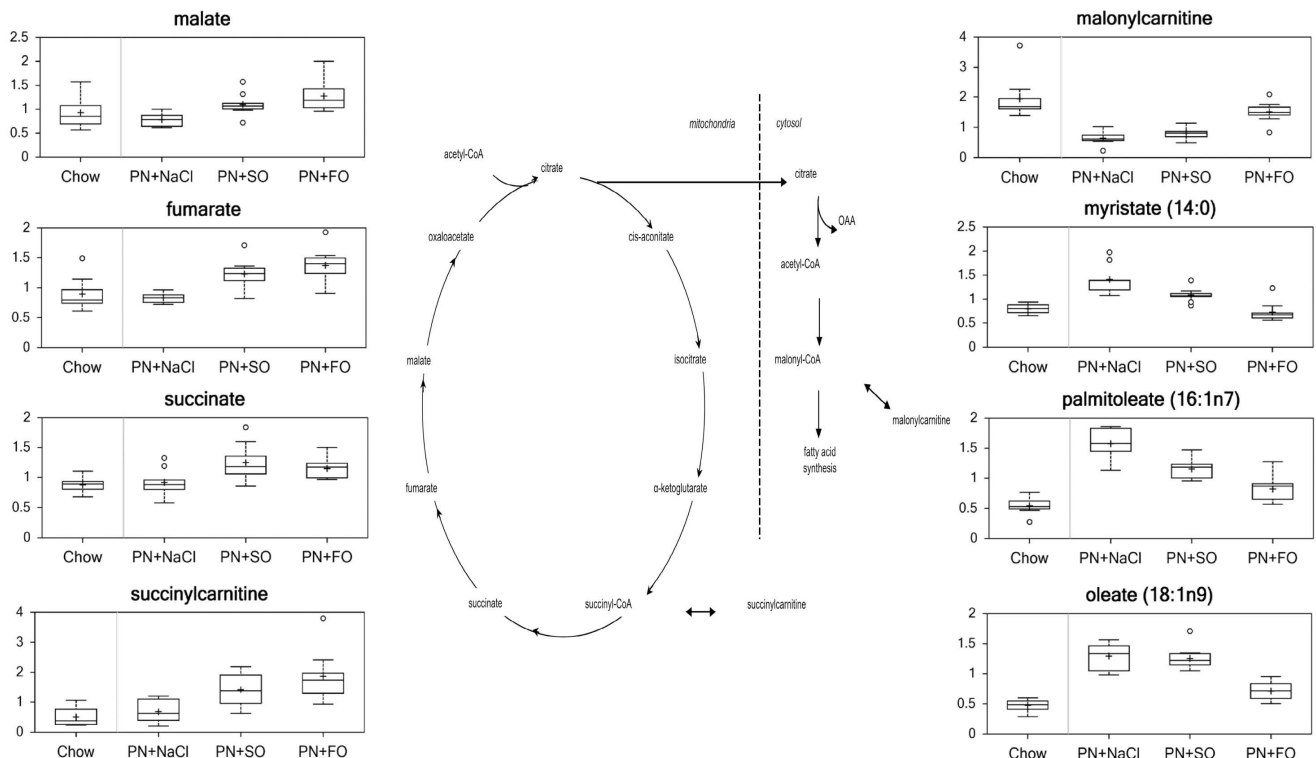 malate
2.5
2
1.5
1
0.5
0
Chow PN+NaCl PN+SO PN+FO
fumarate
2
1.5
1
0.5
0
Chow PN+NaCl PN+SO PN+FO
succinate
2
1.5
1
0.5
0
Chow PN+NaCl PN+SO PN+FO
succinylcarnitine
4
3
2
1
0
Chow PN+NaCl PN+SO PN+FO
mitochondria cytosol
acetyl-CoA
citrate
citrate
OAA
oxaloacetate
cis-aconitate
acetyl-CoA
malate
isocitrate
malonyl-CoA
malonylcarnitine
fatty acid
synthesis
fumarate
α-ketoglutarate
succinate
succinyl-CoA
succinylcarnitine
malonylcarnitine
4
3
2
1
0
Chow PN+NaCl PN+SO PN+FO
myristate (14:0)
2.5
2
1.5
1
0.5
0
Chow PN+NaCl PN+SO PN+FO
palmitoleate (16:1n7)
2
1.5
1
0.5
0
Chow PN+NaCl PN+SO PN+FO
oleate (18:1n9)
2
1.5
1
0.5
0
Chow PN+NaCl PN+SO PN+FO